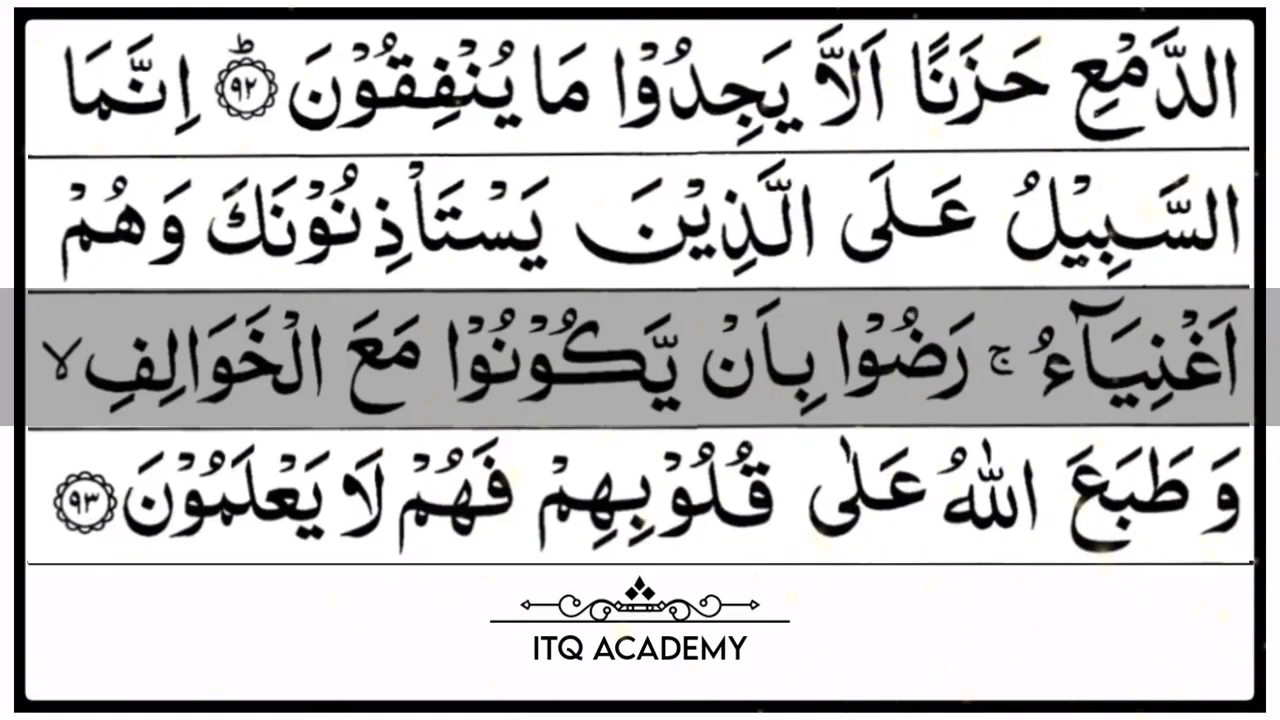 الدَّمْعِ حَزَنًا اَلَّا يَجِدُوْا مَا يُنْفِقُوْنَ ؕ۝۹۲ اِنَّمَا
السَّبِيْلُ عَلَى الَّذِيْنَ يَسْتَاْذِنُوْنَكَ وَهُمْ
اَغْنِيَآءُ ۚ رَضُوْا بِاَنْ يَّكُوْنُوْا مَعَ الْخَوَالِفِ ۙ
وَ طَبَعَ اللّٰهُ عَلٰى قُلُوْبِهِمْ فَهُمْ لَا يَعْلَمُوْنَ ۝۹۳
ITQ ACADEMY